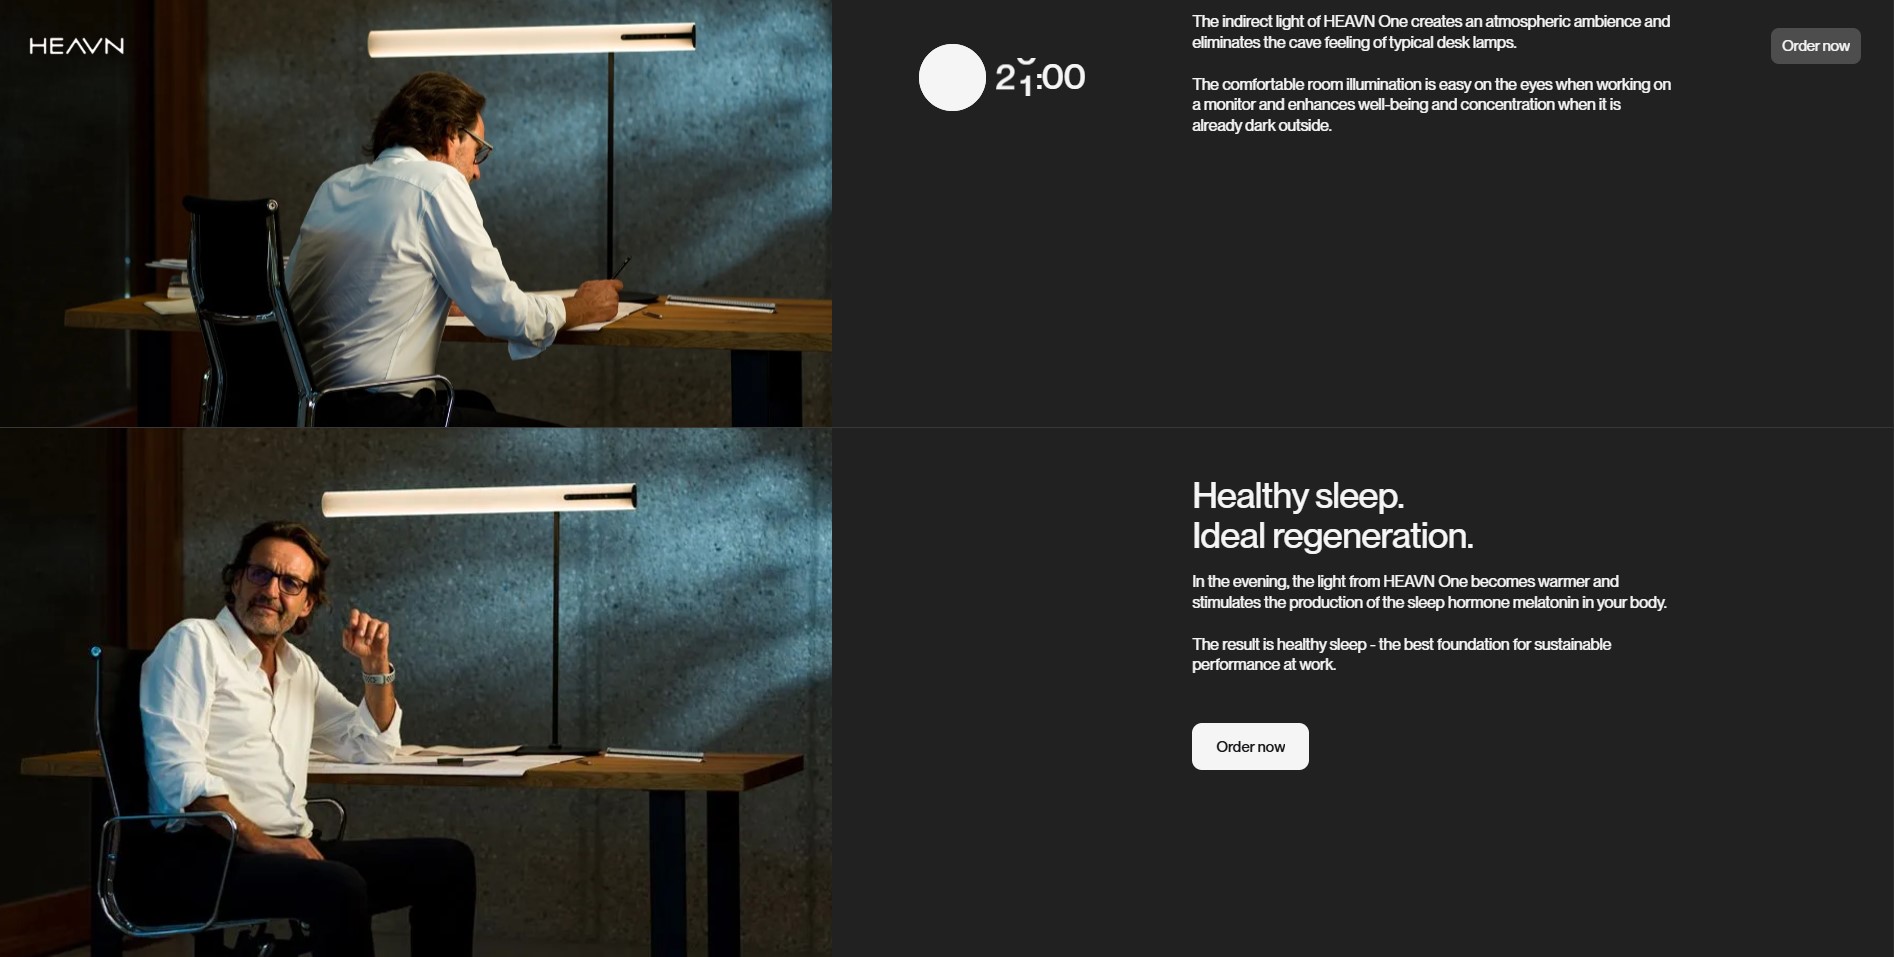 HEAVN
21:00
The indirect light of HEAVN One creates an atmospheric ambience and
eliminates the cave feeling of typical desk lamps.
The comfortable room illumination is easy on the eyes when working on
a monitor and enhances well-being and concentration when it is
already dark outside.
Order now
Healthy sleep.
Ideal regeneration.
In the evening, the light from HEAVN One becomes warmer and
stimulates the production of the sleep hormone melatonin in your body.
The result is healthy sleep - the best foundation for sustainable
performance at work.
Order now